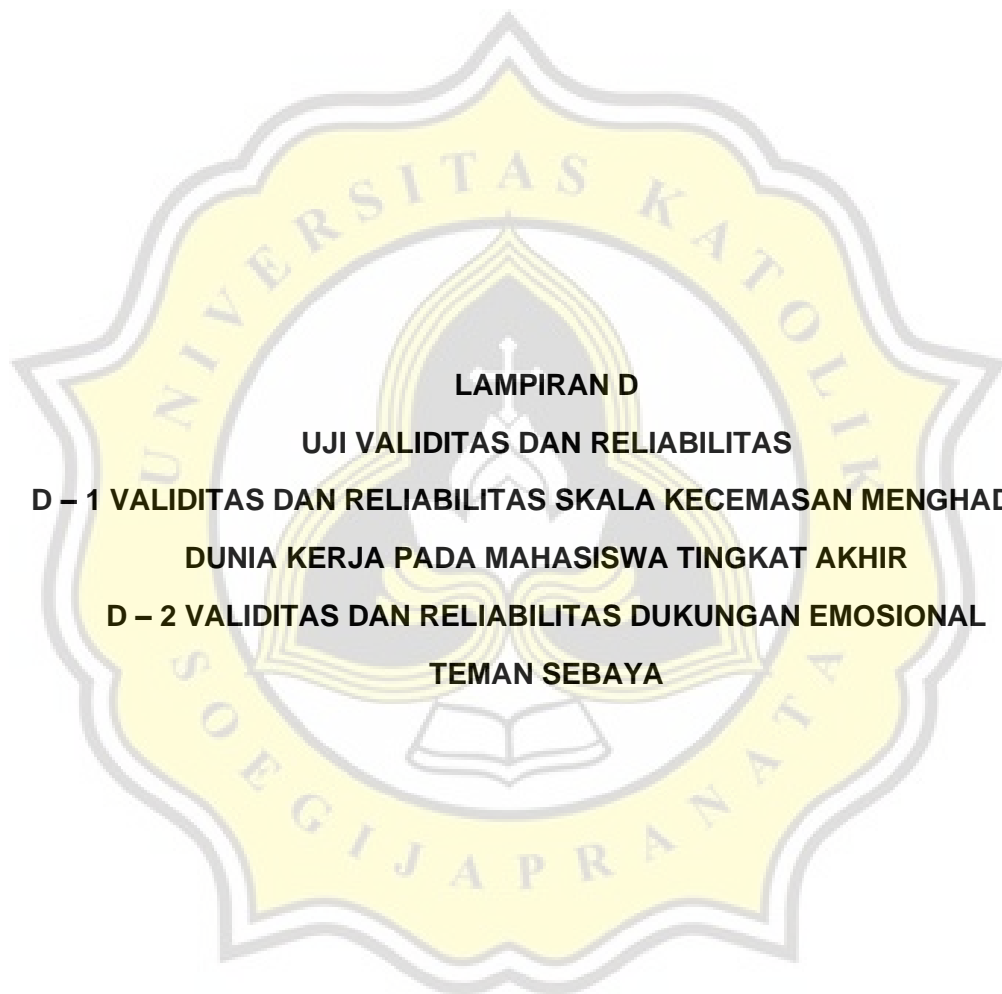 LAMPIRAN D
UJI VALIDITAS DAN RELIABILITAS
D – 1 VALIDITAS DAN RELIABILITAS SKALA KECEMASAN MENGHAD
DUNIA KERJA PADA MAHASISWA TINGKAT AKHIR
D – 2 VALIDITAS DAN RELIABILITAS DUKUNGAN EMOSIONAL
TEMAN SEBAYA
UNIVERSITAS KATOLIK
SOEGIJAPRANATA